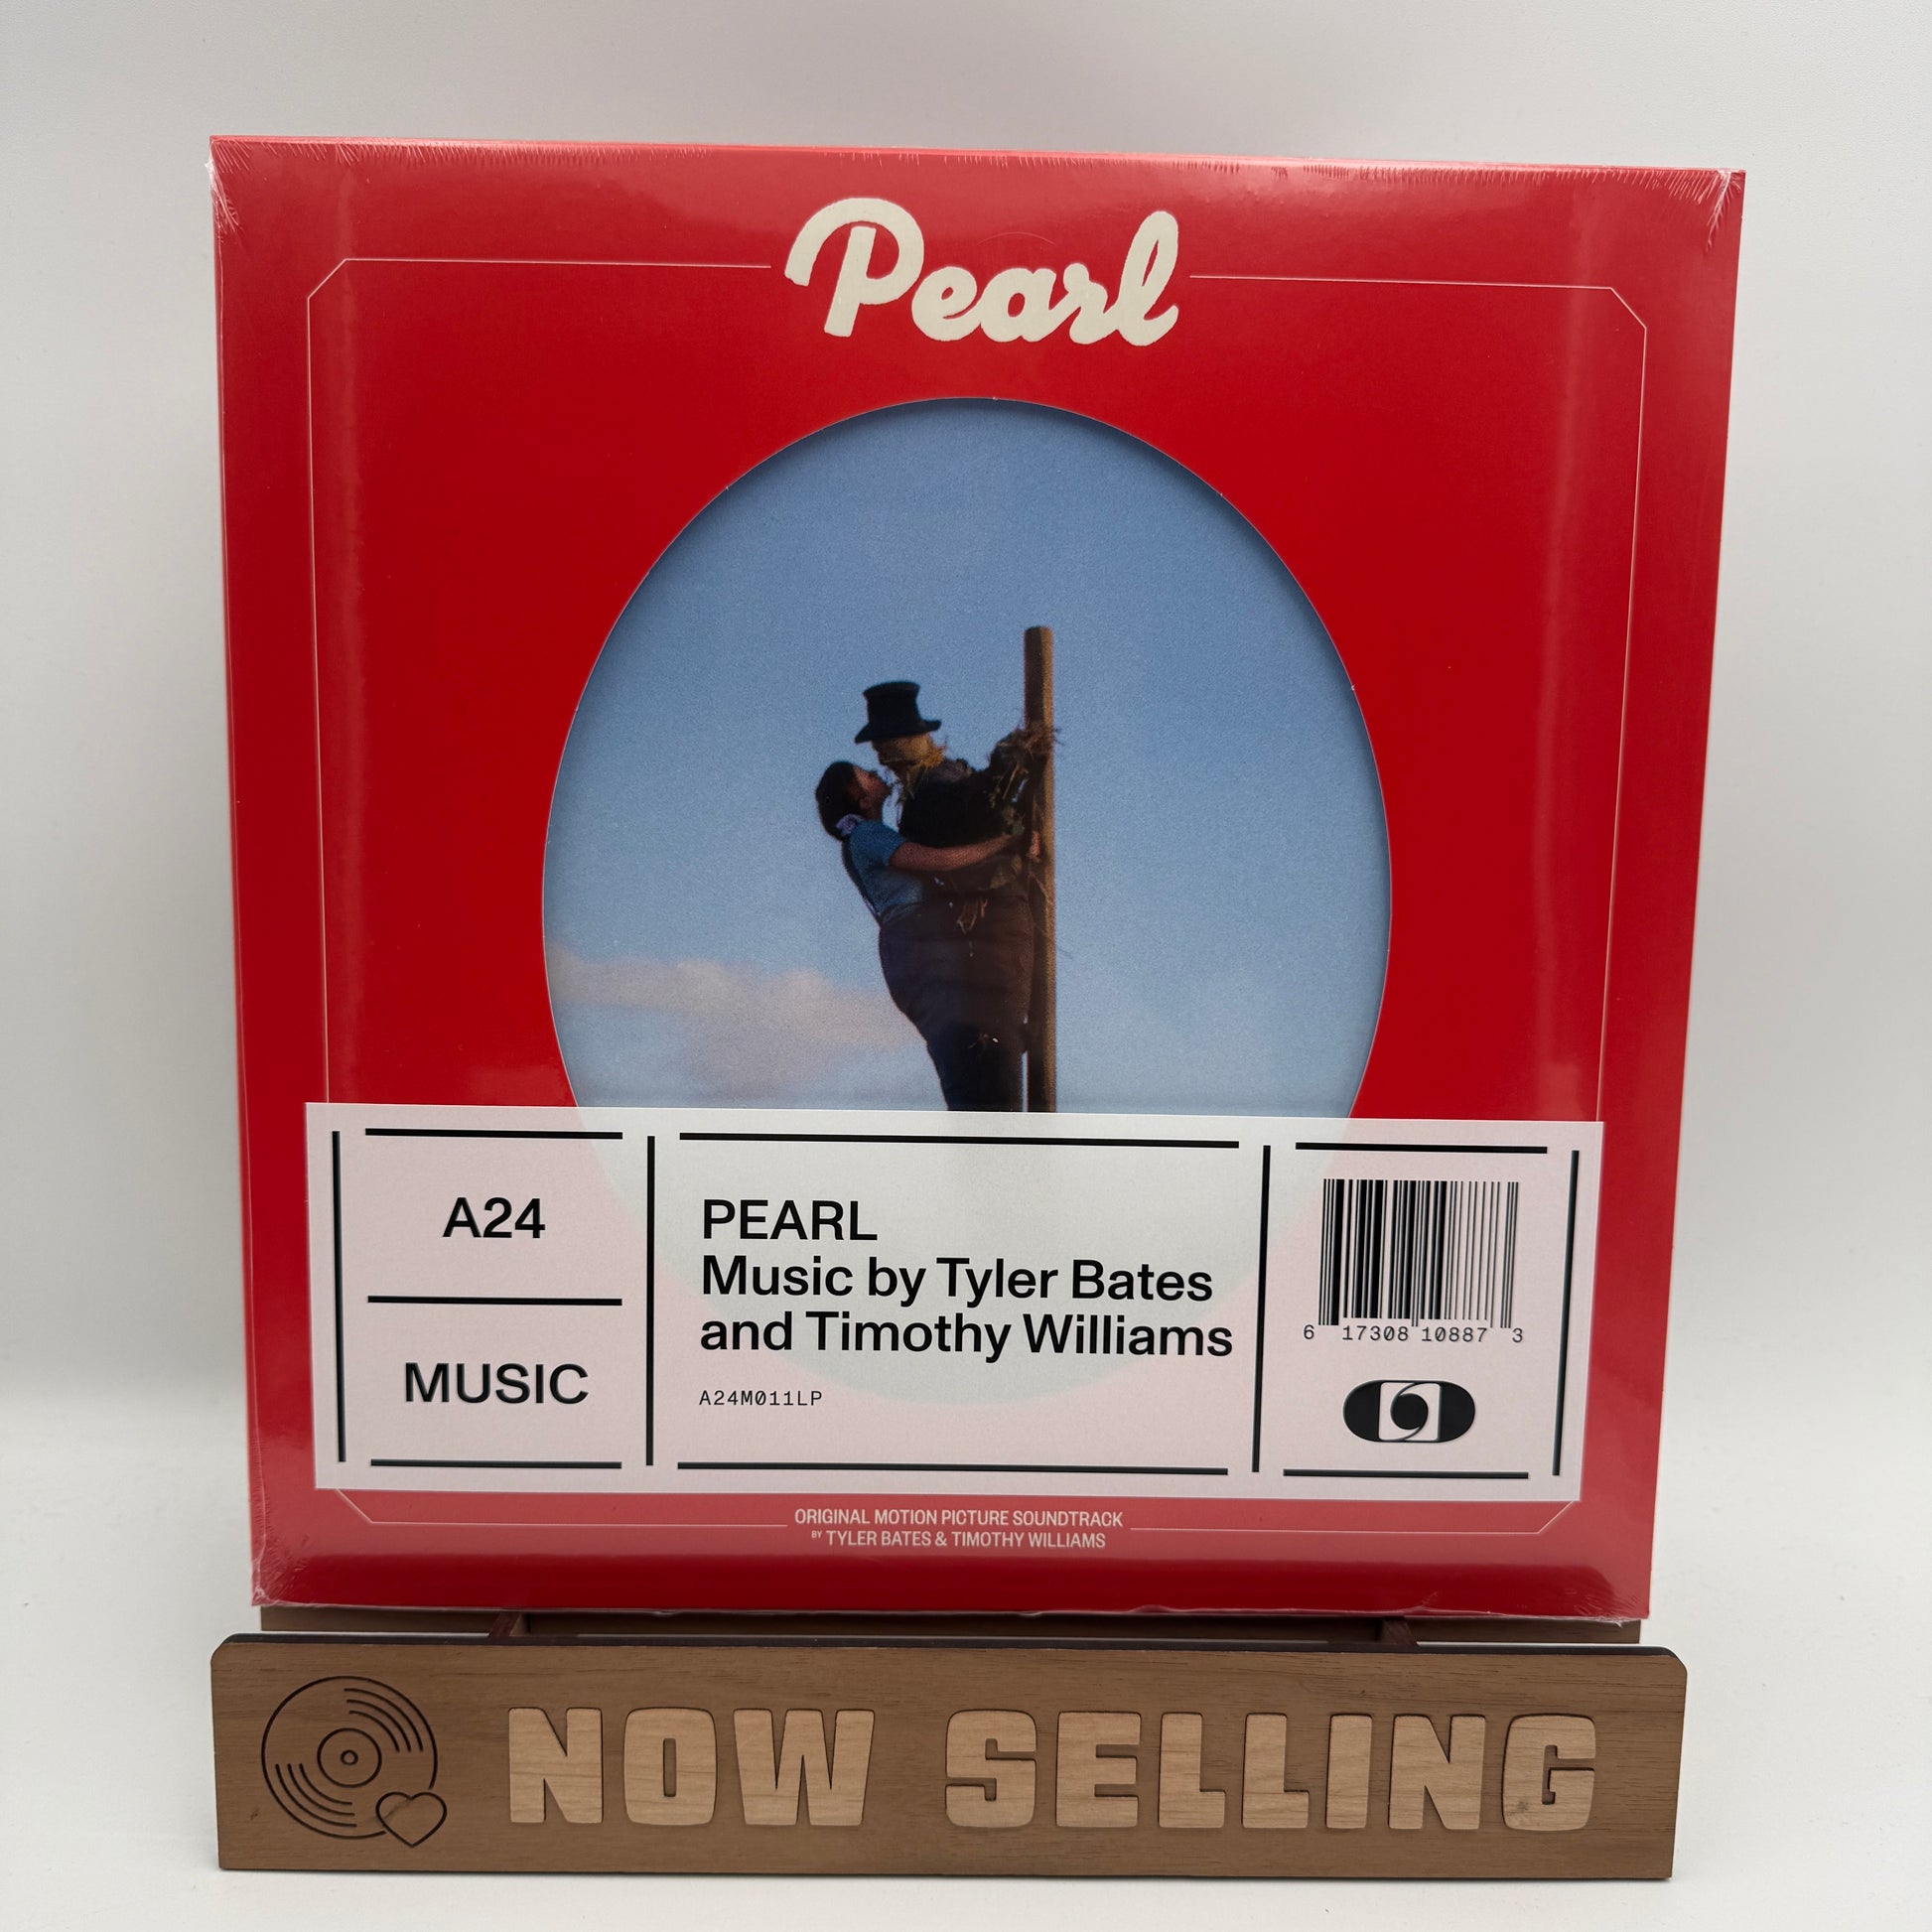 Pearl
A24
MUSIC
PEARL
Music by Tyler Bates
and Timothy Williams
A24M011LP
6 17308 10887 3
ORIGINAL MOTION PICTURE SOUNDTRACK
BY TYLER BATES & TIMOTHY WILLIAMS
NOW SELLING